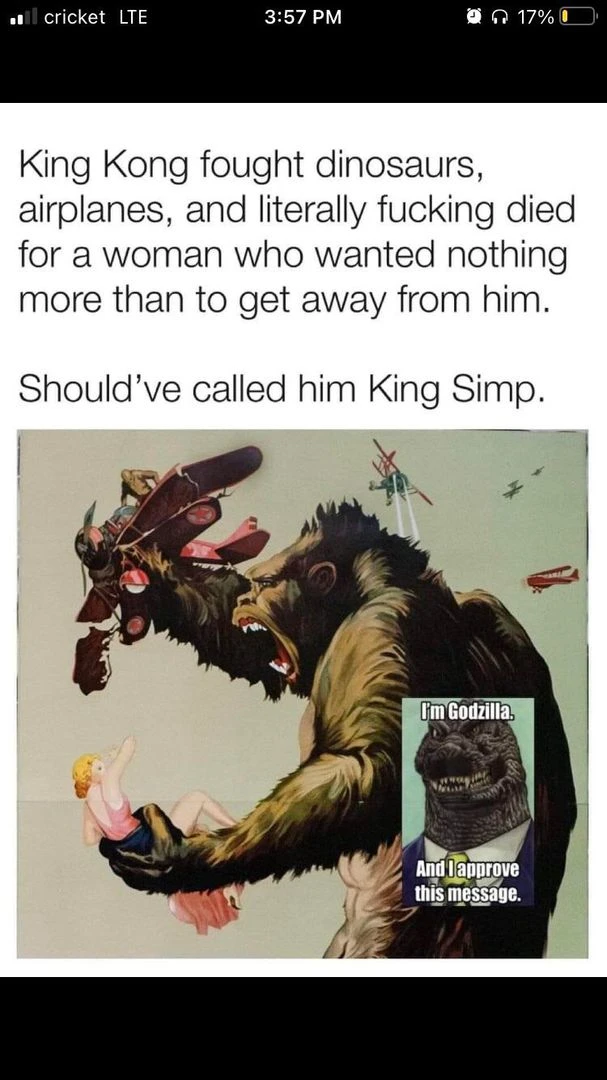 cricket LTE 3:57 PM 17%
King Kong fought dinosaurs,
airplanes, and literally fucking died
for a woman who wanted nothing
more than to get away from him.
Should've called him King Simp.
I'm Godzilla.
And I approve
this message.